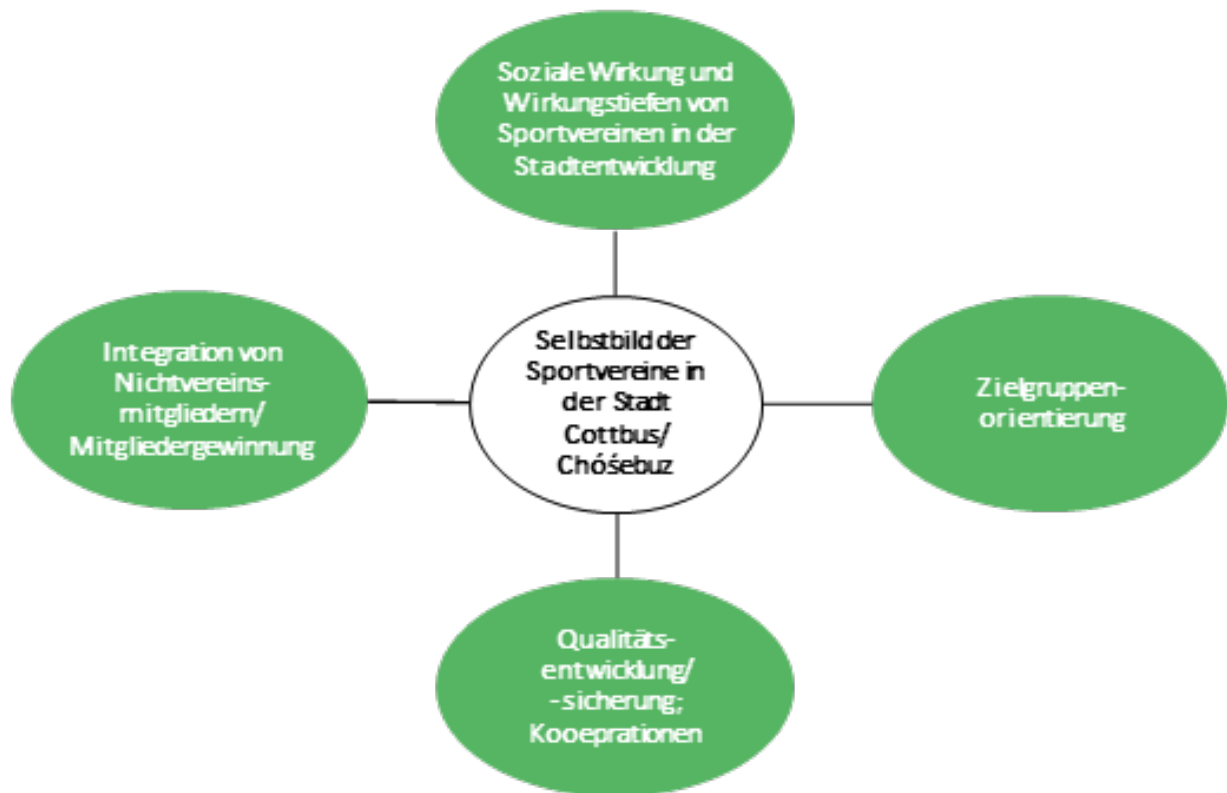 Soziale Wirkung und
Wirkungstiefen von
Sportvereinen in der
Stadtentwicklung
Integration von
Nichtvereins-
mitgliedern/
Mitgliedergewinnung
Selbstbild der
Sportvereine in
der Stadt
Cottbus/
Chóśebuz
Zielgruppen-
orientierung
Qualitäts-
entwicklung/
-sicherung;
Kooeprationen